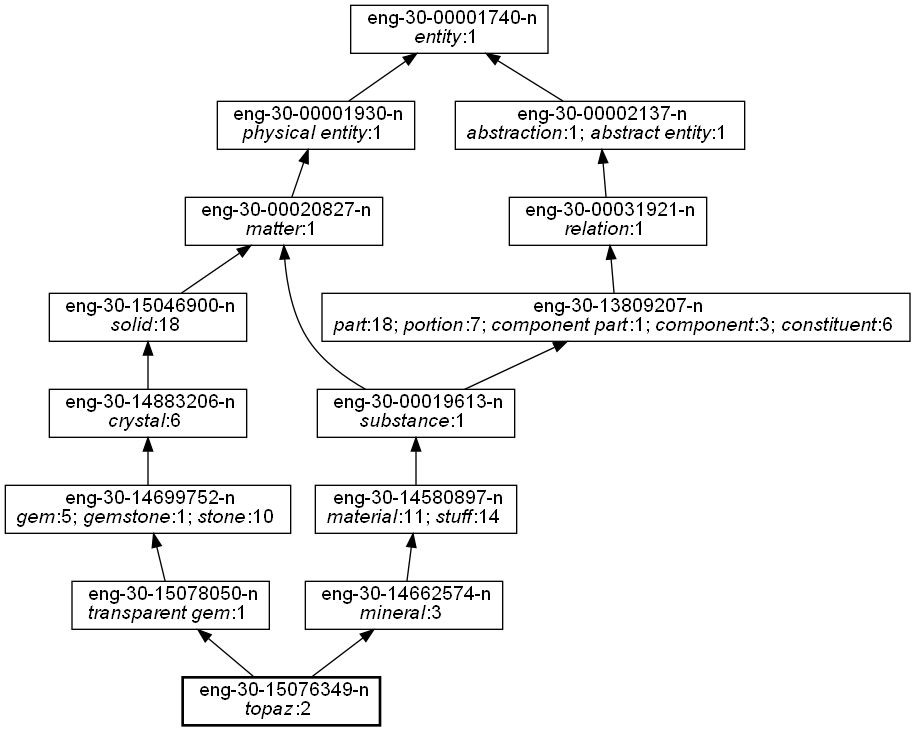 eng-30-00001740-n
entity:1
eng-30-00001930-n
physical entity:1
eng-30-00002137-n
abstraction:1; abstract entity:1
eng-30-00020827-n
matter:1
eng-30-00031921-n
relation:1
eng-30-15046900-n
solid:18
eng-30-13809207-n
part:18; portion:7; component part:1; component:3; constituent:6
eng-30-14883206-n
crystal:6
eng-30-00019613-n
substance:1
eng-30-14699752-n
gem:5; gemstone:1; stone:10
eng-30-14580897-n
material:11; stuff:14
eng-30-15078050-n
transparent gem:1
eng-30-14662574-n
mineral:3
eng-30-15076349-n
topaz:2